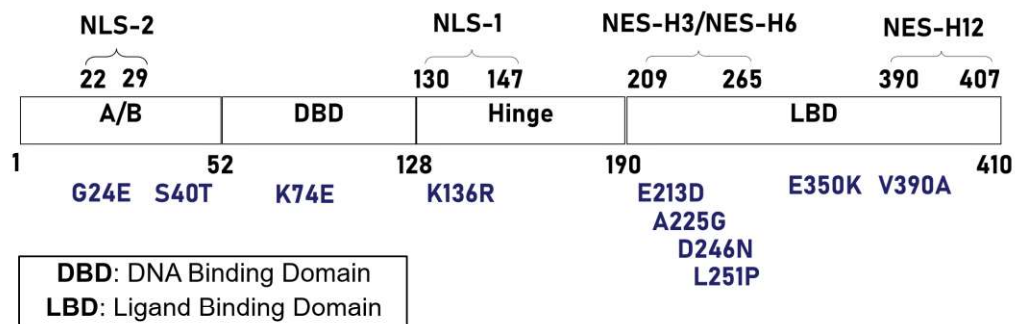 NLS-2 NLS-1 NES-H3/NES-H6 NES-H12
22 29 130 147 209 265 390 407
A/B DBD Hinge LBD
1 52 128 190 410
G24E S40T K74E K136R E213D E350K V390A
A225G
D246N
L251P
DBD: DNA Binding Domain
LBD: Ligand Binding Domain